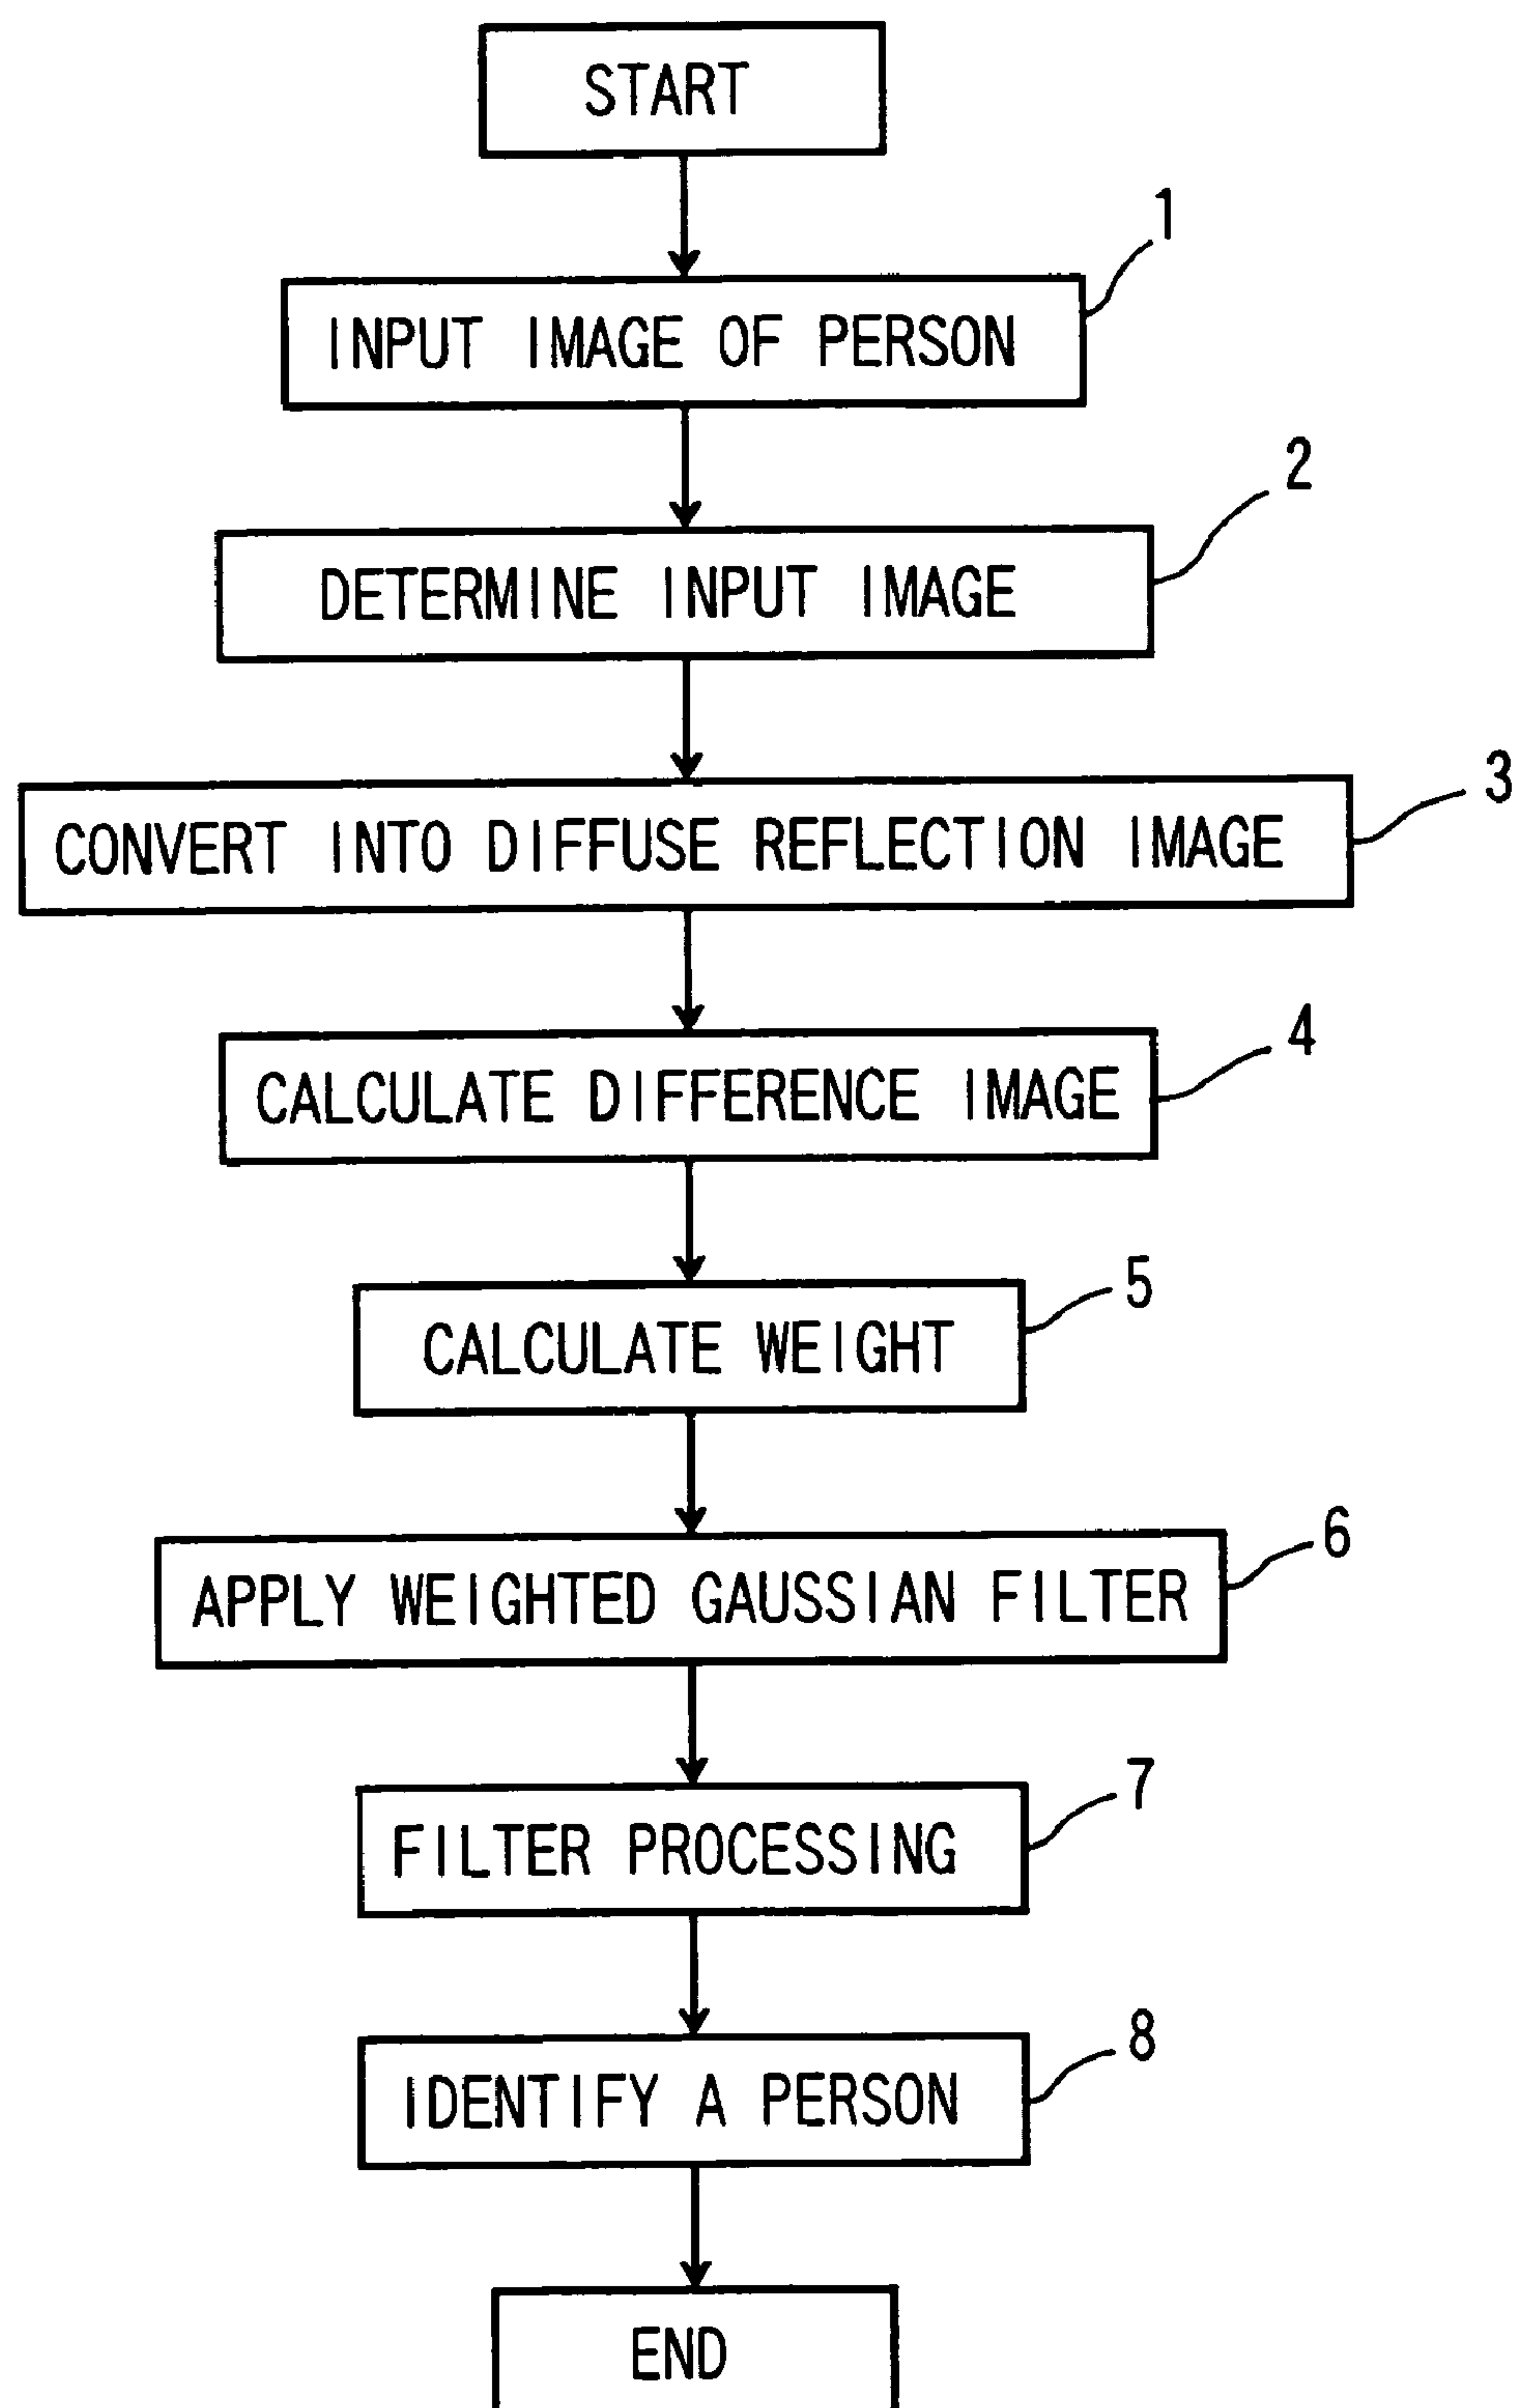 START
1
INPUT IMAGE OF PERSON
2
DETERMINE INPUT IMAGE
3
CONVERT INTO DIFFUSE REFLECTION IMAGE
4
CALCULATE DIFFERENCE IMAGE
5
CALCULATE WEIGHT
6
APPLY WEIGHTED GAUSSIAN FILTER
7
FILTER PROCESSING
8
IDENTIFY A PERSON
END